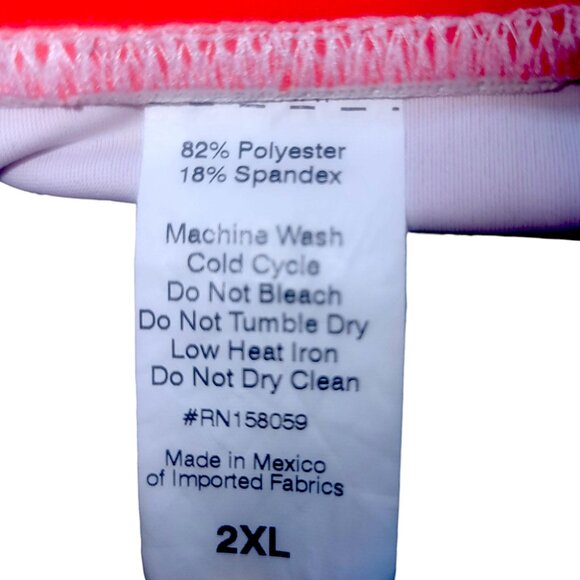 82% Polyester
18% Spandex
Machine Wash
Cold Cycle
Do Not Bleach
Do Not Tumble Dry
Low Heat Iron
Do Not Dry Clean
#RN158059
Made in Mexico
of Imported Fabrics
2XL